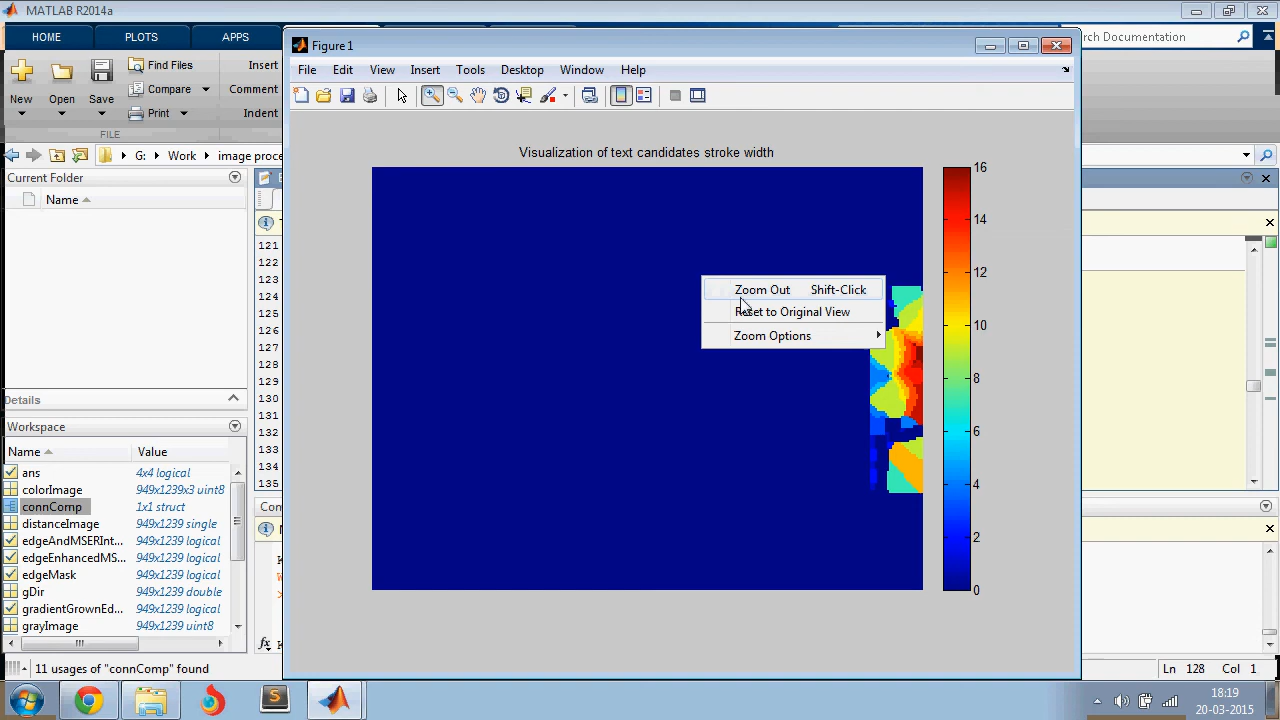 MATLAB R2014a
HOME PLOTS APPS
Search Documentation
New Open Save
Find Files
Compare
Print
Insert
Comment
Indent
FILE
G: Work image proce
Current Folder
Name
Details
Workspace
Name Value
ans 4x4 logical
colorImage 949x1239x3 uint8
connComp 1x1 struct
distanceImage 949x1239 single
edgeAndMSERInt... 949x1239 logical
edgeEnhancedMS... 949x1239 logical
edgeMask 949x1239 logical
gDir 949x1239 double
gradientGrownEd... 949x1239 logical
grayImage 949x1239 uint8
11 usages of "connComp" found
121
122
123
124
125
126
127
128
129
130
131
132
133
134
135
Figure 1
File Edit View Insert Tools Desktop Window Help
Visualization of text candidates stroke width
Zoom Out Shift-Click
Reset to Original View
Zoom Options
16
14
12
10
8
6
4
2
0
fx
Ln 128 Col 1
18:19
20-03-2015